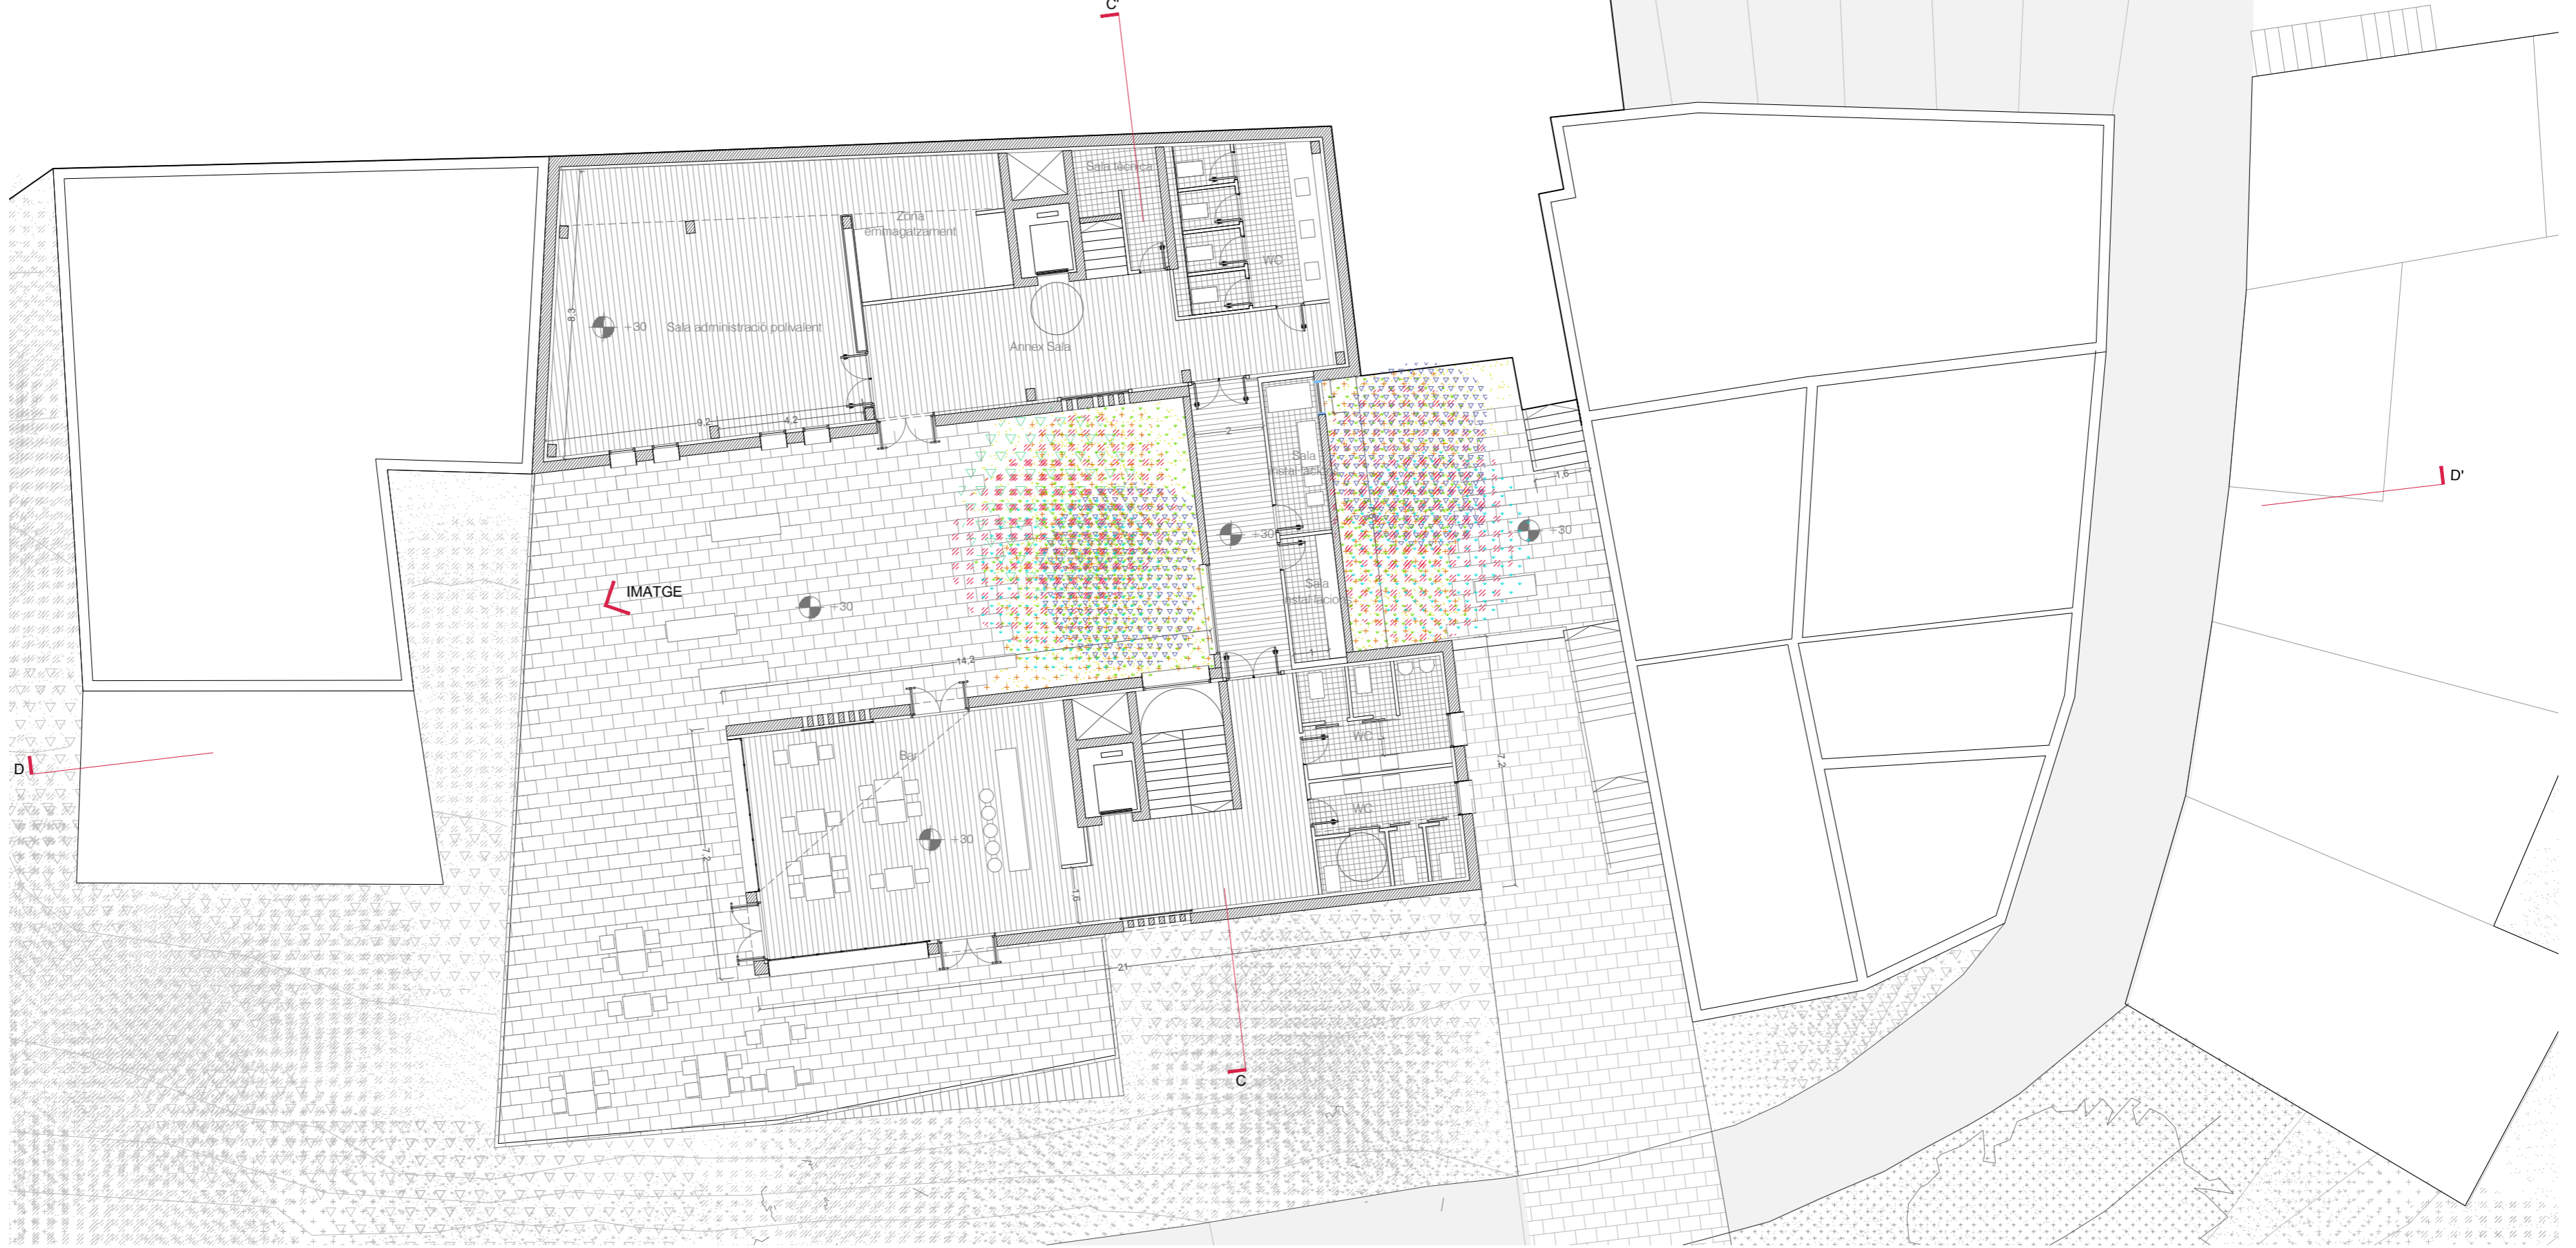 C'
Sala tècnica
Zona
emmagatzament
WC
8,3
+30
Sala administració polivalent
Annex Sala
9,2
4,2
2
Sala
1,6
D'
+30
+30
IMATGE
Sala
+30
14,2
1
Bar
WC
7,2
D
WC
+30
7,2
1,6
21
C